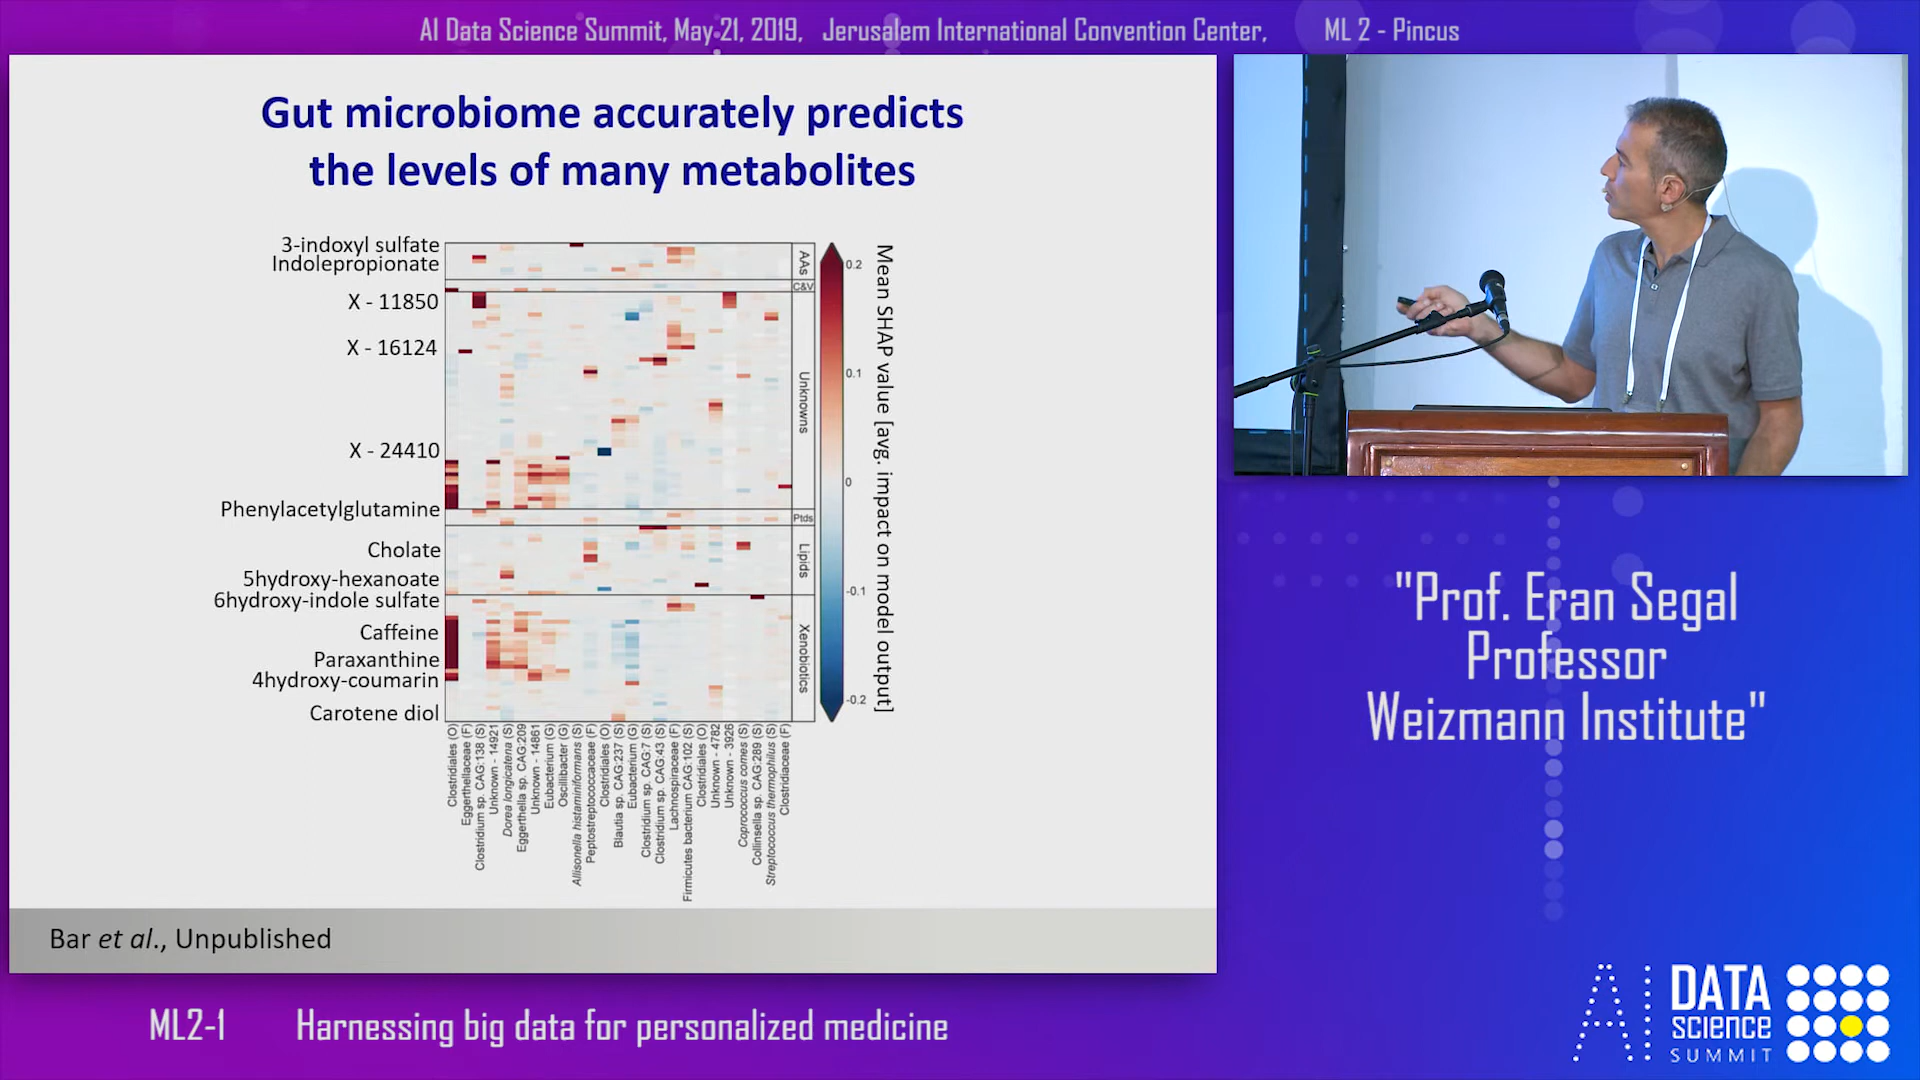 AI Data Science Summit, May 21, 2019, Jerusalem International Convention Center, ML 2 - Pincus
Gut microbiome accurately predicts
the levels of many metabolites
3-indoxyl sulfate
Indolepropionate
X - 11850
X - 16124
X - 24410
Phenylacetylglutamine
Cholate
5hydroxy-hexanoate
6hydroxy-indole sulfate
Caffeine
Paraxanthine
4hydroxy-coumarin
Carotene diol
AAs
C&V
Unknowns
Ptds
Lipids
Xenobiotics
0.2
0.1
0
-0.1
-0.2
Mean SHAP value [avg. impact on model output]
Clostridiales (O)
Eggerthellaceae (F)
Clostridium sp. CAG:138 (S)
Unknown - 14921
Dorea longicatena (S)
Eggerthella sp. CAG:209
Unknown - 14861
Eubacterium (G)
Oscillibacter (G)
Allisonella histaminiformans (S)
Peptostreptococcaceae (F)
Clostridiales (O)
Blautia sp. CAG:237 (S)
Eubacterium (G)
Clostridium sp. CAG:7 (S)
Clostridium sp. CAG:43 (S)
Lachnospiraceae (F)
Firmicutes bacterium CAG:102 (S)
Clostridiales (O)
Unknown - 4782
Unknown - 3926
Coprococcus comes (S)
Collinsella sp. CAG:289 (S)
Streptococcus thermophilus (S)
Clostridiaceae (F)
Bar et al., Unpublished
"Prof. Eran Segal
Professor
Weizmann Institute"
ML2-1 Harnessing big data for personalized medicine
AI DATA
SCIENCE
SUMMIT